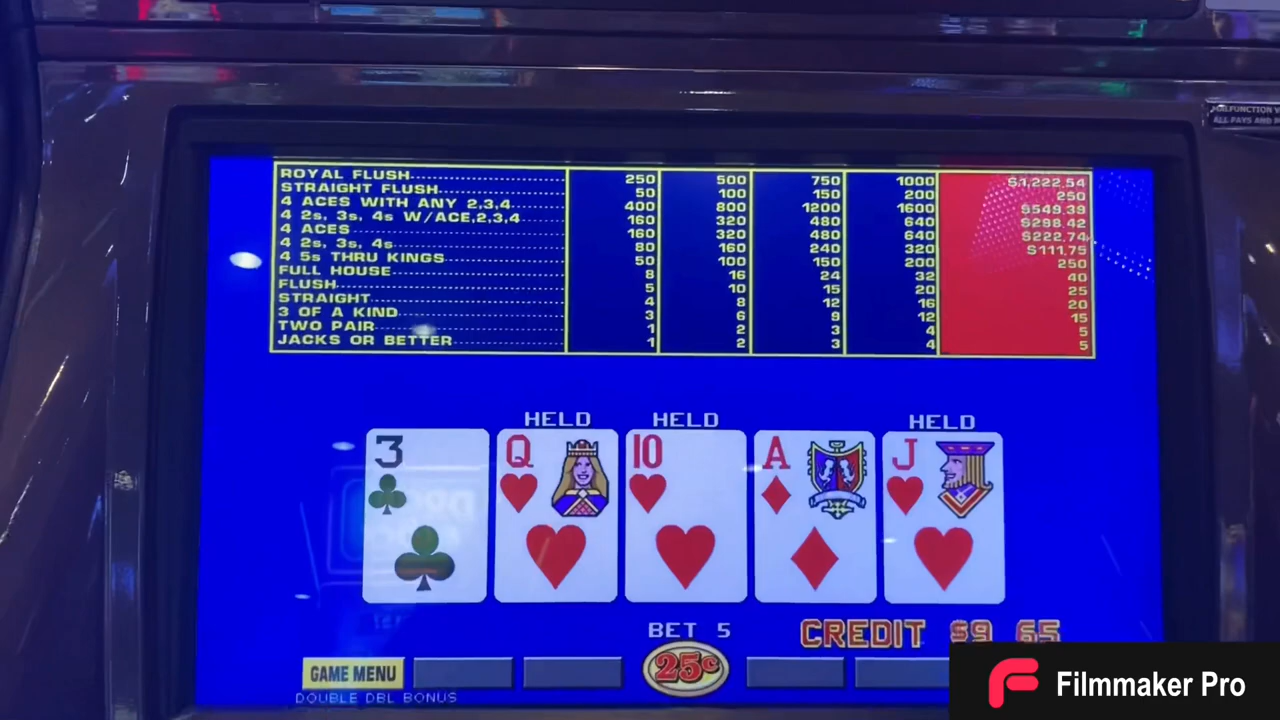 MALFUNCTION V
ALL PAYS AND
ROYAL FLUSH 250 500 750 1000 $1,222.54
STRAIGHT FLUSH 50 100 150 200 250
4 ACES WITH ANY 2,3,4 400 800 1200 1600 $549.39
4 2s, 3s, 4s W/ACE,2,3,4 160 320 480 640 $298.42
4 ACES 160 320 480 640 $222.74
4 2s, 3s, 4s 80 160 240 320 $111.75
4 5s THRU KINGS 50 100 150 200 250
FULL HOUSE 8 16 24 32 40
FLUSH 5 10 15 20 25
STRAIGHT 4 8 12 16 20
3 OF A KIND 3 6 9 12 15
TWO PAIR 1 2 3 4 5
JACKS OR BETTER 1 2 3 4 5
HELD HELD HELD
3 Q 10 A J
BET 5 CREDIT $9.65
GAME MENU 25¢
DOUBLE DBL BONUS
Filmmaker Pro